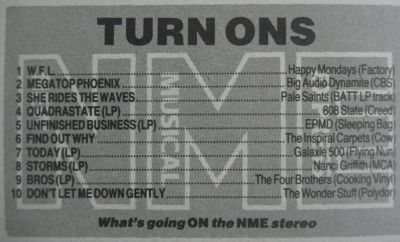 TURN ONS
NME
MUSICAL
1 W.F.L. Happy Mondays (Factory)
2 MEGATOP PHOENIX Big Audio Dynamite (CBS)
3 SHE RIDES THE WAVES Pale Saints (BATT LP track)
4 QUADRASTATE (LP) 808 State (Creed)
5 UNFINISHED BUSINESS (LP) EPMD (Sleeping Bag)
6 FIND OUT WHY The Inspiral Carpets (Cow)
7 TODAY (LP) Galaxie 500 (Flying Nun)
8 STORMS (LP) Nanci Griffith (MCA)
9 BROS (LP) The Four Brothers (Cooking Vinyl)
10 DON'T LET ME DOWN GENTLY The Wonder Stuff (Polydor)
What's going ON the NME stereo